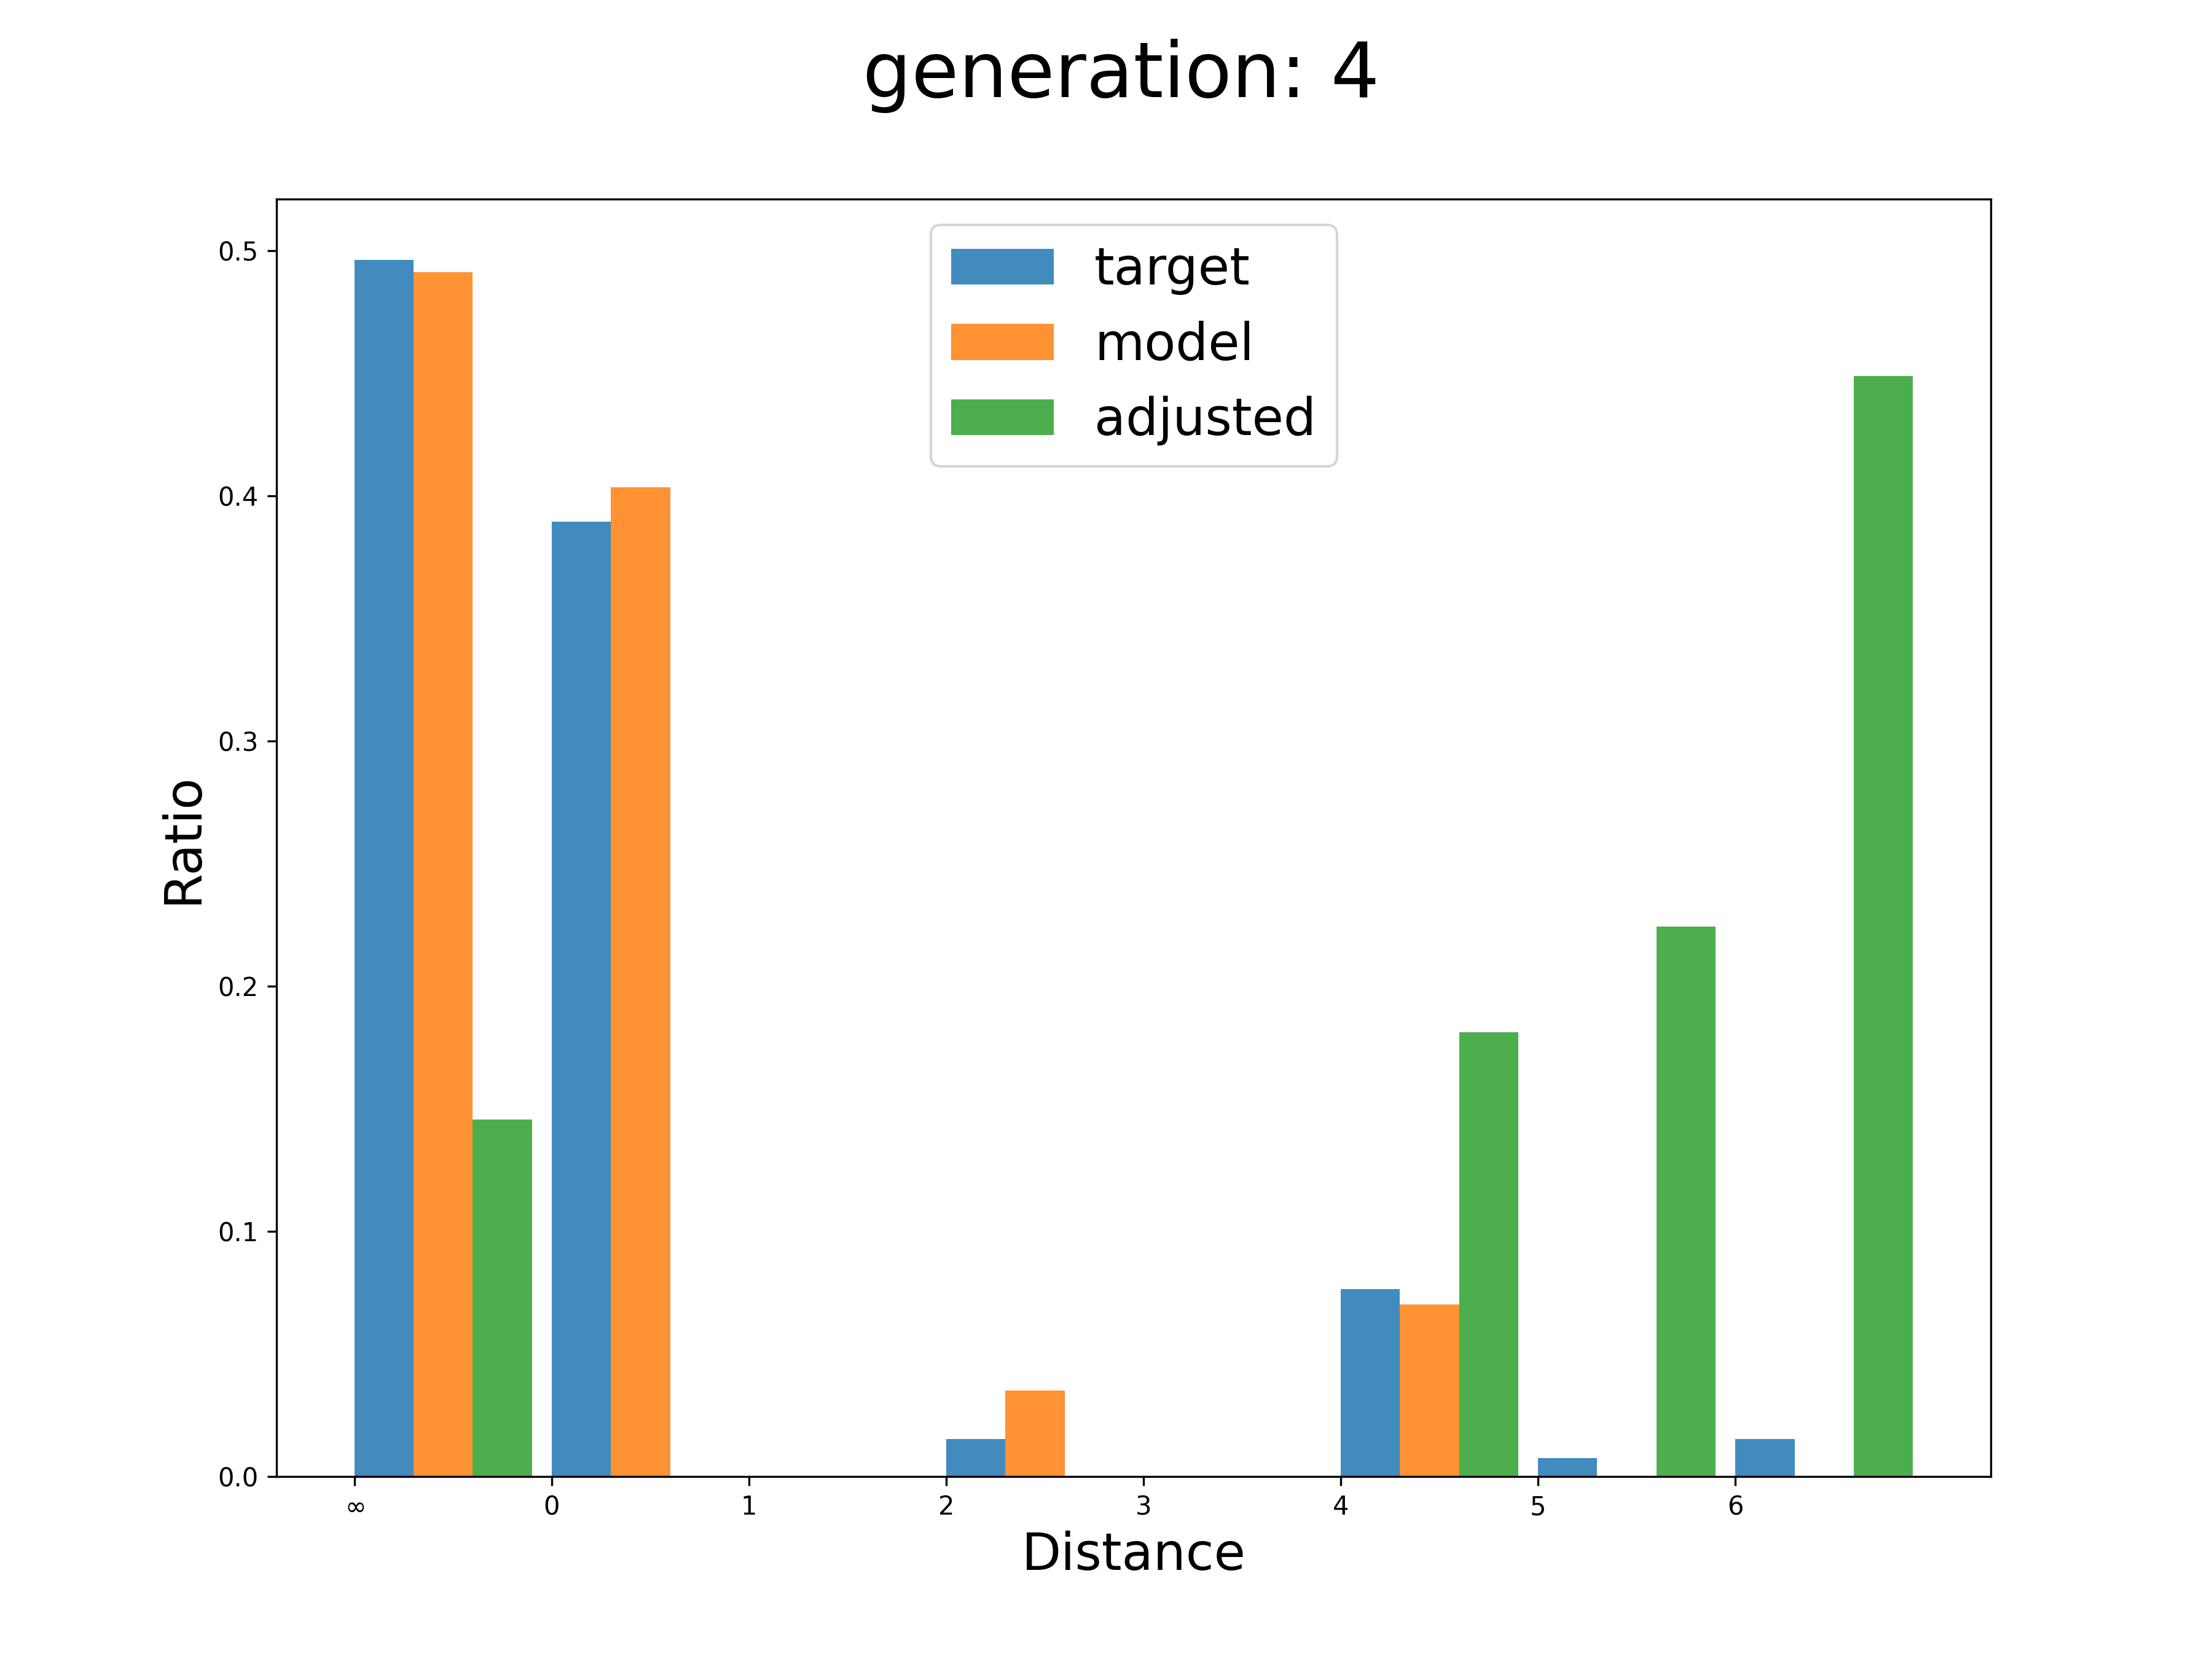 generation: 4
target
model
adjusted
0.5
0.4
0.3
0.2
0.1
0.0
Ratio
∞ 0 1 2 3 4 5 6
Distance